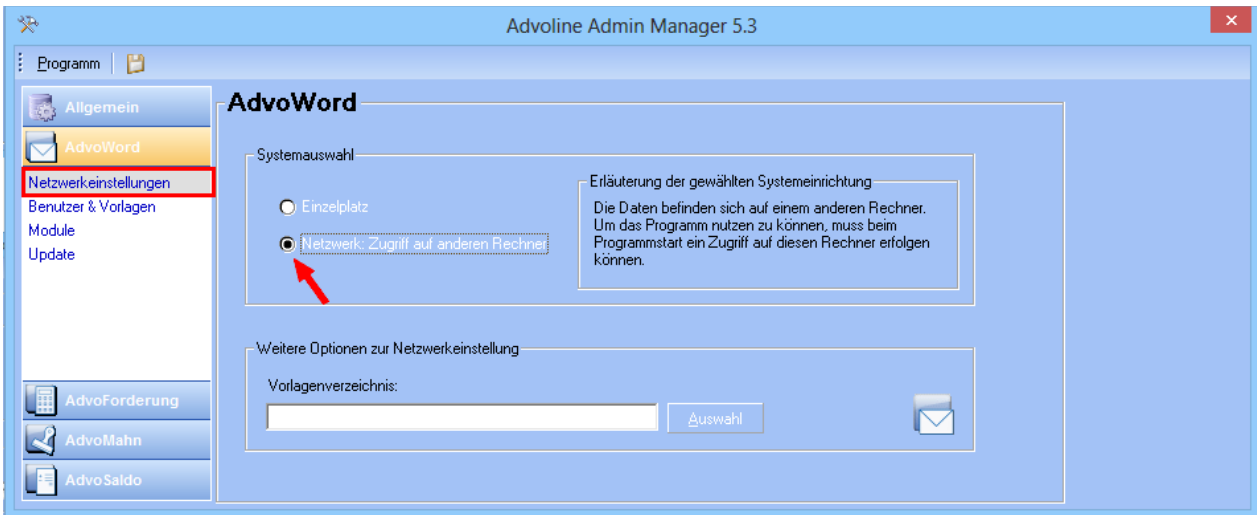 Advoline Admin Manager 5.3
Programm
Allgemein
AdvoWord
Netzwerkeinstellungen
Benutzer & Vorlagen
Module
Update
AdvoForderung
AdvoMahn
AdvoSaldo
AdvoWord
Systemauswahl
Einzelplatz
Netzwerk: Zugriff auf anderen Rechner
Erläuterung der gewählten Systemeinrichtung
Die Daten befinden sich auf einem anderen Rechner.
Um das Programm nutzen zu können, muss beim
Programmstart ein Zugriff auf diesen Rechner erfolgen
können.
Weitere Optionen zur Netzwerkeinstellung
Vorlagenverzeichnis:
Auswahl